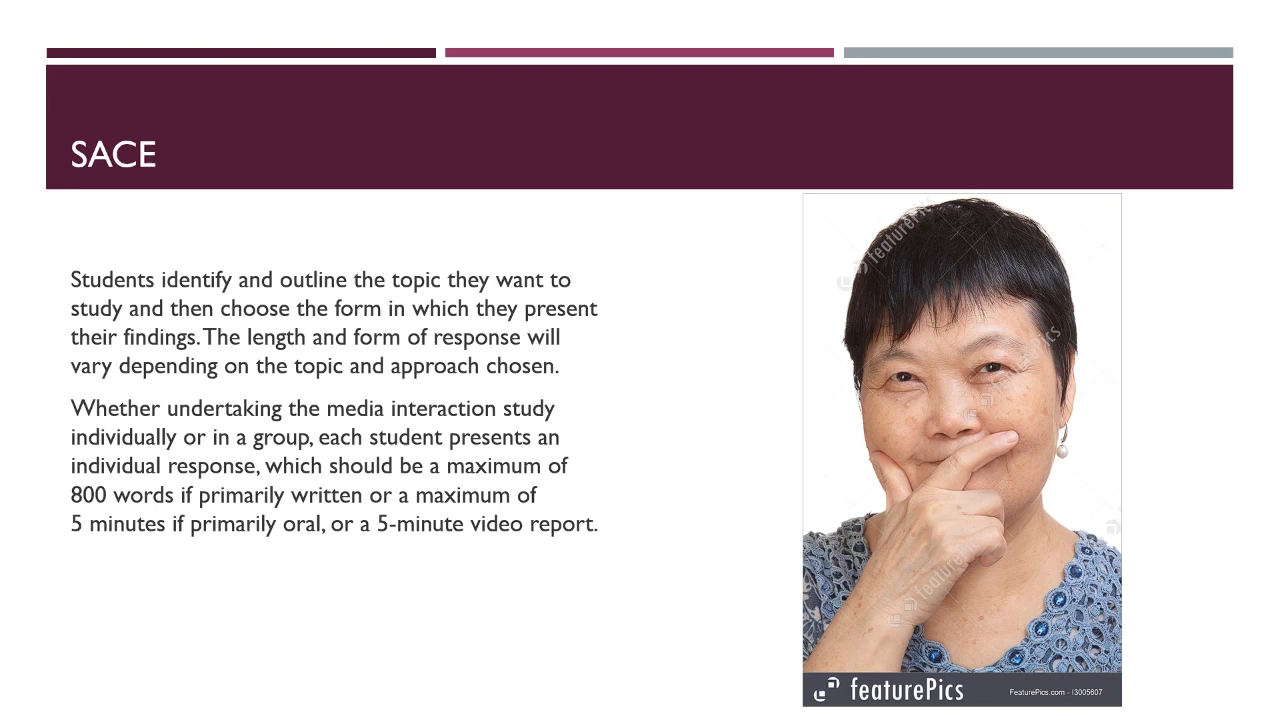 SACE
Students identify and outline the topic they want to
study and then choose the form in which they present
their findings. The length and form of response will
vary depending on the topic and approach chosen.
Whether undertaking the media interaction study
individually or in a group, each student presents an
individual response, which should be a maximum of
800 words if primarily written or a maximum of
5 minutes if primarily oral, or a 5-minute video report.
featurePics
featurePics
featurePics
FeaturePics.com - I3005607